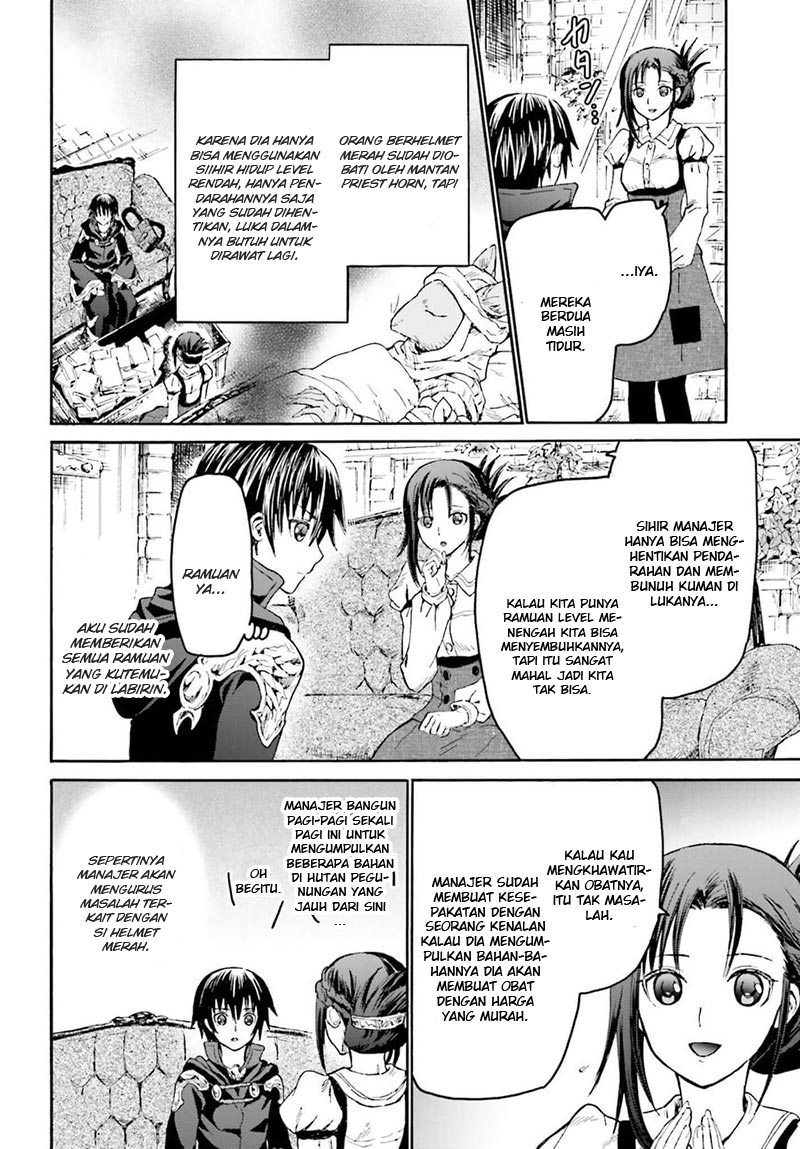 カタン…
...IYA.
MEREKA
BERDUA
MASIH
TIDUR.
ORANG BERHELMET
MERAH SUDAH DIO-
BATI OLEH MANTAN
PRIEST HORN, TAPI
KARENA DIA HANYA
BISA MENGGUNAKAN
SIIHIR HIDUP LEVEL
RENDAH, HANYA PEN-
DARAHANNYA SAJA
YANG SUDAH DIHEN-
TIKAN, LUKA DALAM-
NYA BUTUH UNTUK
DIRAWAT LAGI.
SIHIR MANAJER
HANYA BISA MENG-
HENTIKAN PENDA-
RAHAN DAN MEM-
BUNUH KUMAN DI
LUKANYA...
KALAU KITA PUNYA
RAMUAN LEVEL ME-
NENGAH KITA BISA
MENYEMBUHKANNYA,
TAPI ITU SANGAT
MAHAL JADI KITA
TAK BISA.
RAMUAN
YA...
AKU SUDAH
MEMBERIKAN
SEMUA RAMUAN
YANG KUTEMU-
KAN DI LABIRIN.
KALAU KAU
MENGKHAWATIR-
KAN OBATNYA,
ITU TAK MASA-
LAH.
MANAJER SUDAH
MEMBUAT KESE-
PAKATAN DENGAN
SEORANG KENALAN
KALAU DIA MENGUM-
PULKAN BAHAN-BA-
HANNYA DIA AKAN
MEMBUAT OBAT
DENGAN HARGA
YANG MURAH.
MANAJER BANGUN
PAGI-PAGI SEKALI
PAGI INI UNTUK
MENGUMPULKAN
BEBERAPA BAHAN
DI HUTAN PEGU-
NUNGAN YANG
JAUH DARI SINI
...
OH
BEGITU.
SEPERTINYA
MANAJER AKAN
MENGURUS
MASALAH TER-
KAIT DENGAN
SI HELMET
MERAH.